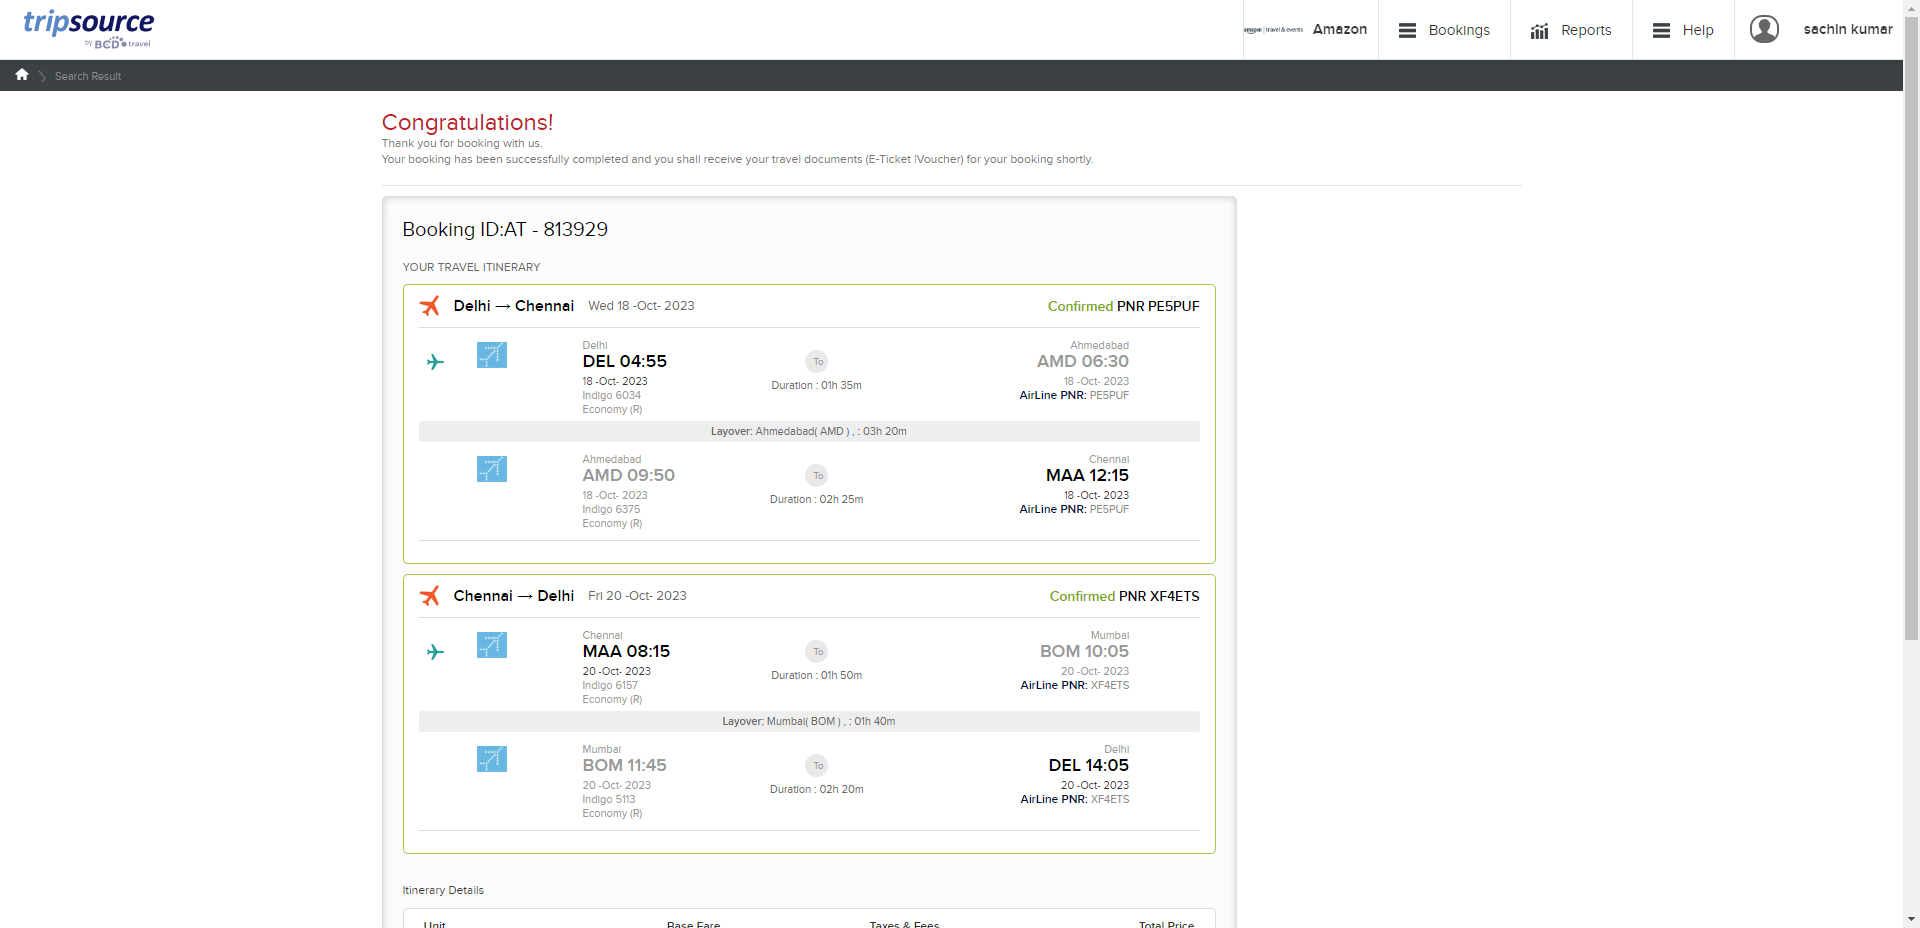 tripsource
by BCD travel
amazon | travel & events
Amazon
Bookings
Reports
Help
sachin kumar
Search Result
Congratulations!
Thank you for booking with us.
Your booking has been successfully completed and you shall receive your travel documents (E-Ticket |Voucher) for your booking shortly.
Booking ID:AT - 813929
YOUR TRAVEL ITINERARY
Delhi → Chennai Wed 18 -Oct- 2023 Confirmed PNR PE5PUF
Delhi Ahmedabad
DEL 04:55 To AMD 06:30
18 -Oct- 2023 Duration : 01h 35m 18 -Oct- 2023
Indigo 6034 AirLine PNR: PE5PUF
Economy (R)
Layover: Ahmedabad( AMD ) , : 03h 20m
Ahmedabad Chennai
AMD 09:50 To MAA 12:15
18 -Oct- 2023 Duration : 02h 25m 18 -Oct- 2023
Indigo 6375 AirLine PNR: PE5PUF
Economy (R)
Chennai → Delhi Fri 20 -Oct- 2023 Confirmed PNR XF4ETS
Chennai Mumbai
MAA 08:15 To BOM 10:05
20 -Oct- 2023 Duration : 01h 50m 20 -Oct- 2023
Indigo 6157 AirLine PNR: XF4ETS
Economy (R)
Layover: Mumbai( BOM ) , : 01h 40m
Mumbai Delhi
BOM 11:45 To DEL 14:05
20 -Oct- 2023 Duration : 02h 20m 20 -Oct- 2023
Indigo 5113 AirLine PNR: XF4ETS
Economy (R)
Itinerary Details
Unit Base Fare Taxes & Fees Total Price